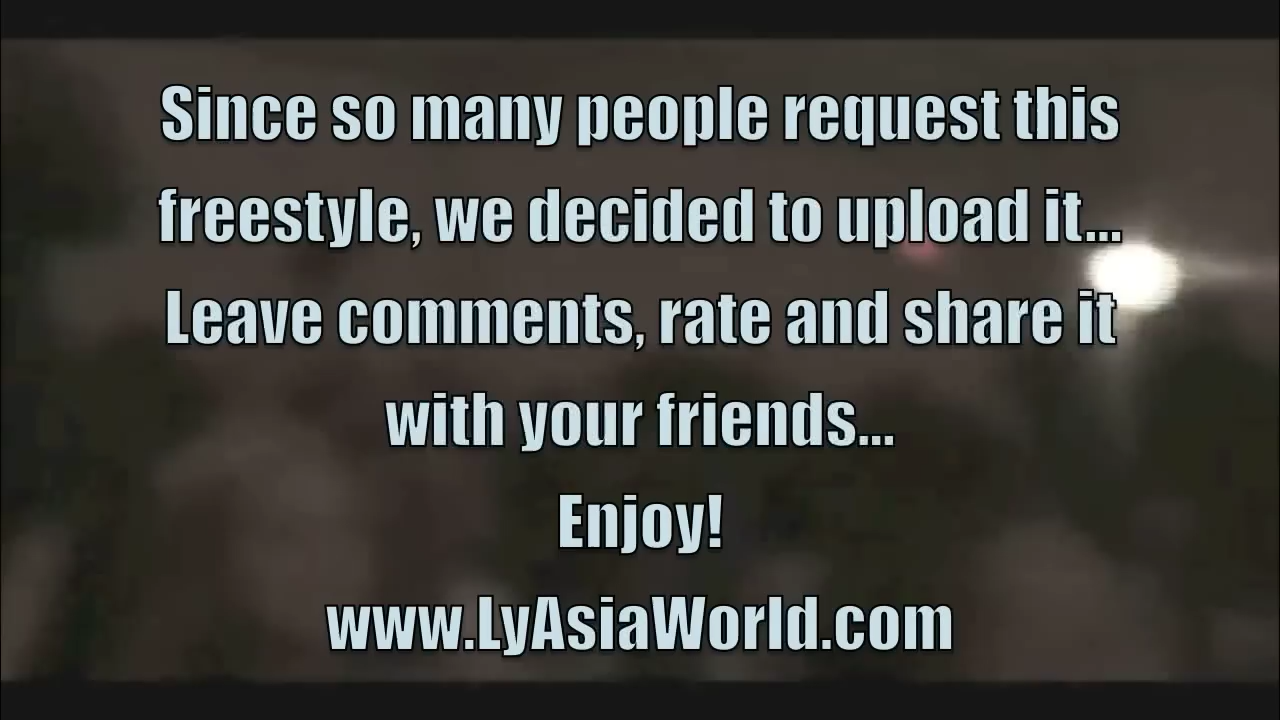 Since so many people request this
freestyle, we decided to upload it...
Leave comments, rate and share it
with your friends...
Enjoy!
www.LyAsiaWorld.com